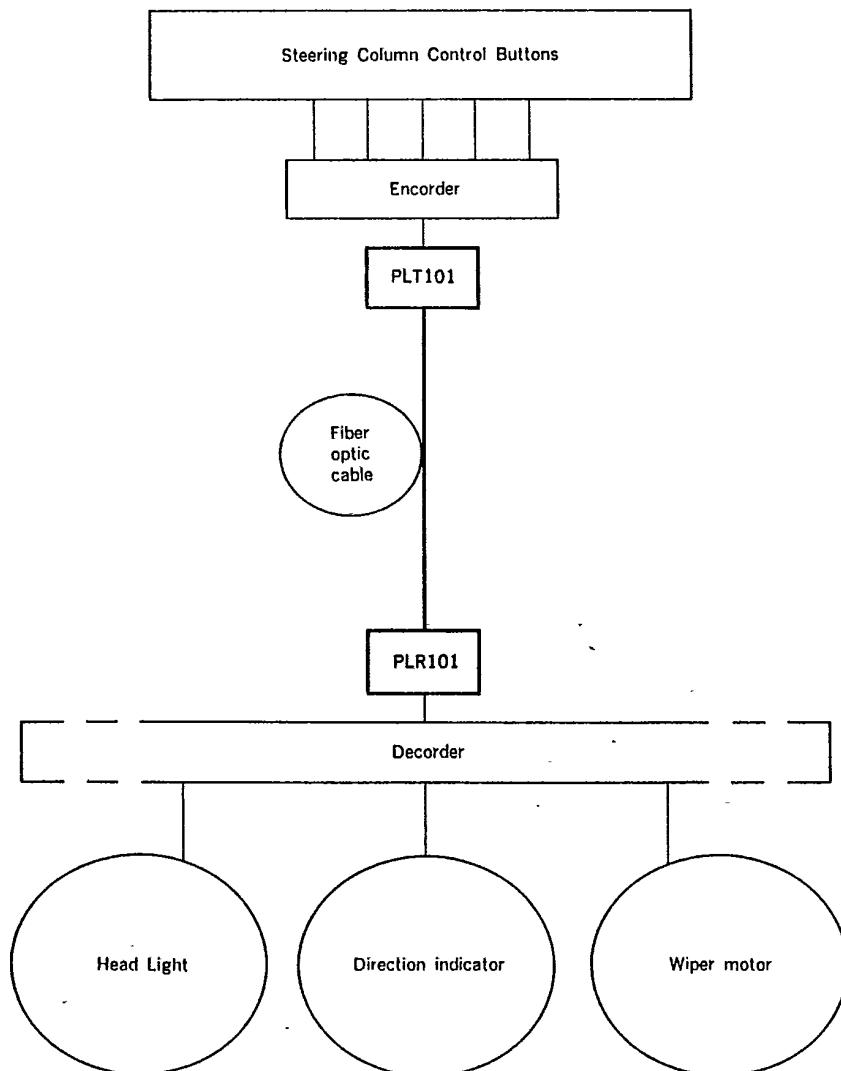 Steering Column Control Buttons
Encorder
PLT101
Fiber
optic
cable
PLR101
Decorder
Head Light
Direction indicator
Wiper motor